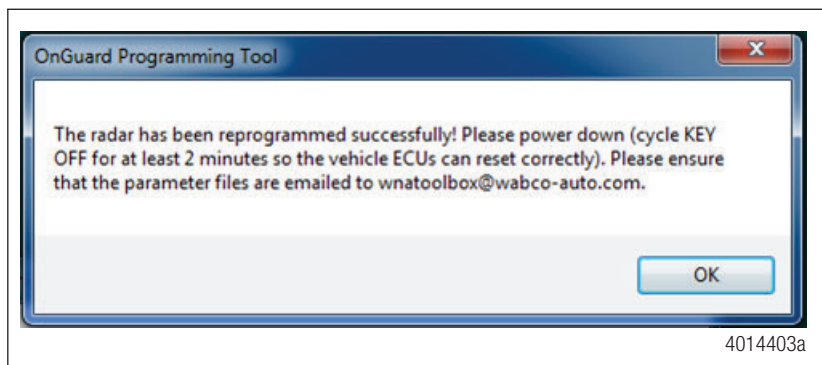 OnGuard Programming Tool
The radar has been reprogrammed successfully! Please power down (cycle KEY
OFF for at least 2 minutes so the vehicle ECUs can reset correctly). Please ensure
that the parameter files are emailed to wnatoolbox@wabco-auto.com.
OK
4014403a